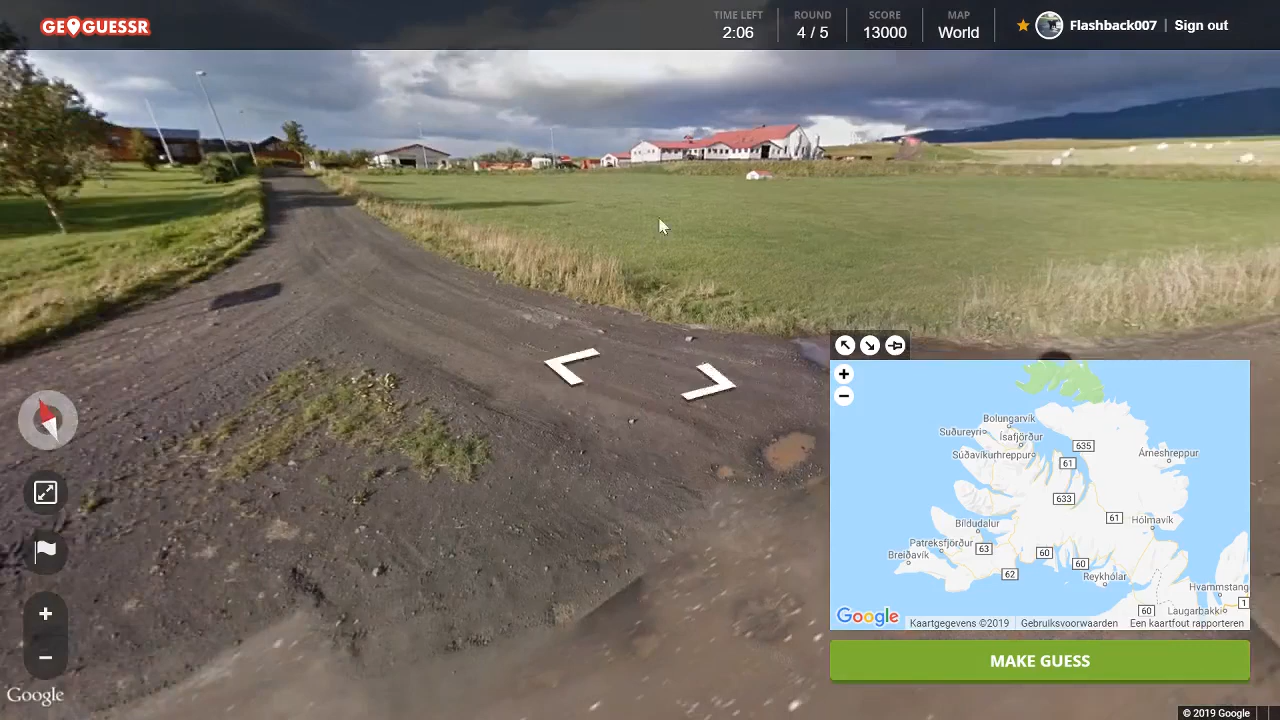 GEOGUESSR
TIME LEFT
2:06
ROUND
4 / 5
SCORE
13000
MAP
World
Flashback007 | Sign out
Bolungarvík
Suðureyri
Ísafjörður
Súðavíkurhreppur
635
61
Árneshreppur
633
61
Hólmavík
Bíldudalur
Patreksfjörður
63
Breiðavík
60
60
62
Reykhólar
Hvammstang
60
Laugarbakki
1
Google
Kaartgegevens ©2019
Gebruiksvoorwaarden
Een kaartfout rapporteren
MAKE GUESS
Google
© 2019 Google